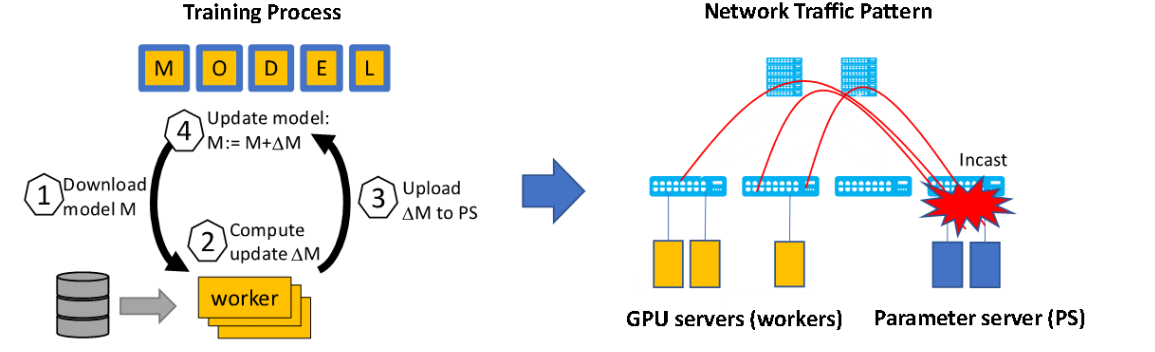 Training Process
M O D E L
4
Update model:
M:= M+ΔM
1
Download
model M
3
Upload
ΔM to PS
2
Compute
update ΔM
worker
Network Traffic Pattern
Incast
GPU servers (workers)
Parameter server (PS)